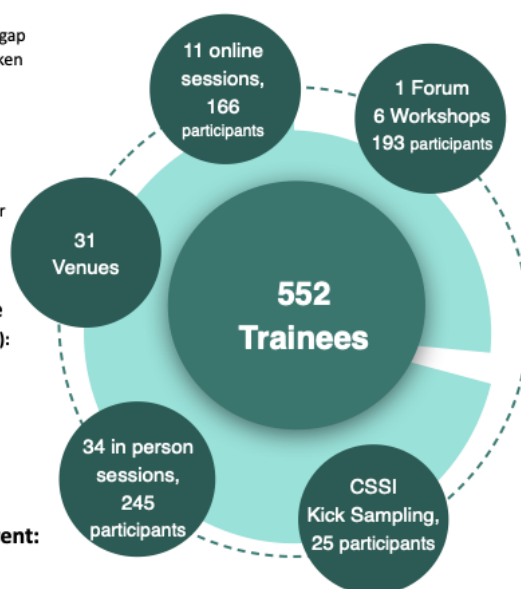 gap
ken
r
e
):
ent:
11 online
sessions,
166
participants
1 Forum
6 Workshops
193 participants
31
Venues
552
Trainees
34 in person
sessions,
245
participants
CSSI
Kick Sampling,
25 participants